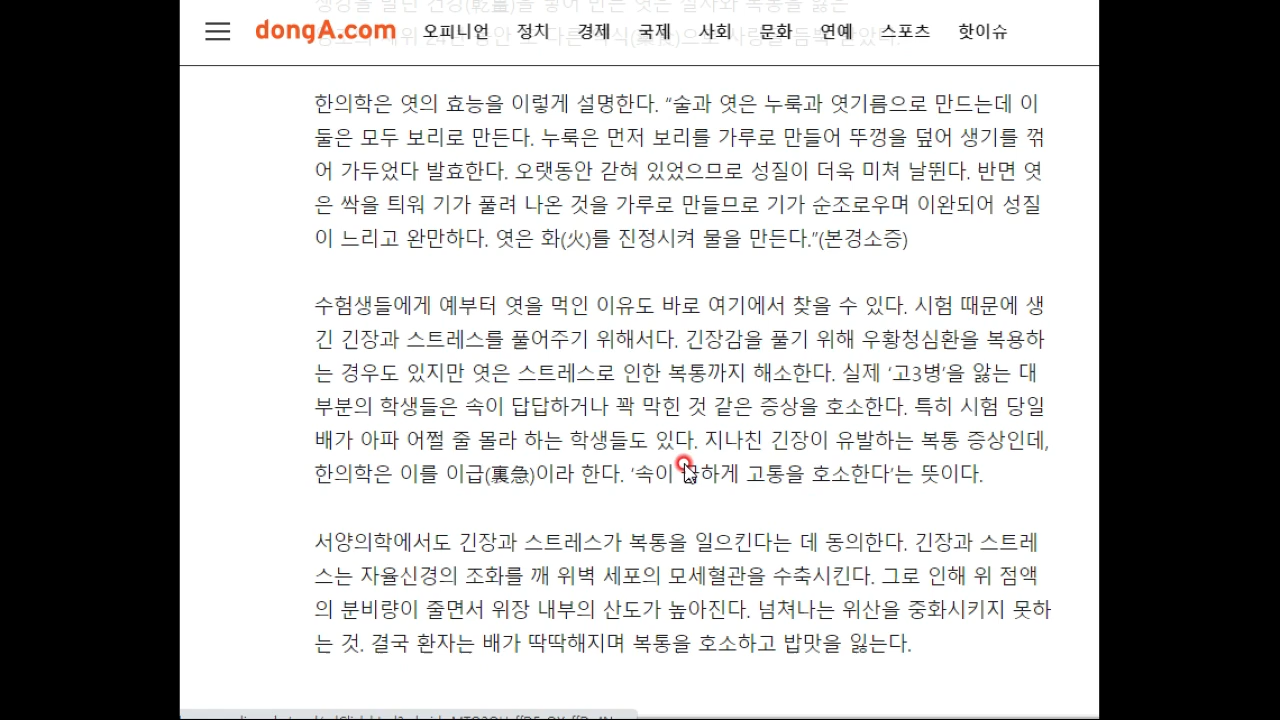 dongA.com 오피니언 정치 경제 국제 사회 문화 연예 스포츠 핫이슈
한의학은 엿의 효능을 이렇게 설명한다. “술과 엿은 누룩과 엿기름으로 만드는데 이
둘은 모두 보리로 만든다. 누룩은 먼저 보리를 가루로 만들어 뚜껑을 덮어 생기를 꺾
어 가두었다 발효한다. 오랫동안 갇혀 있었으므로 성질이 더욱 미쳐 날뛴다. 반면 엿
은 싹을 틔워 기가 풀려 나온 것을 가루로 만들므로 기가 순조로우며 이완되어 성질
이 느리고 완만하다. 엿은 화(火)를 진정시켜 물을 만든다.”(본경소증)
수험생들에게 예부터 엿을 먹인 이유도 바로 여기에서 찾을 수 있다. 시험 때문에 생
긴 긴장과 스트레스를 풀어주기 위해서다. 긴장감을 풀기 위해 우황청심환을 복용하
는 경우도 있지만 엿은 스트레스로 인한 복통까지 해소한다. 실제 ‘고3병’을 앓는 대
부분의 학생들은 속이 답답하거나 꽉 막힌 것 같은 증상을 호소한다. 특히 시험 당일
배가 아파 어쩔 줄 몰라 하는 학생들도 있다. 지나친 긴장이 유발하는 복통 증상인데,
한의학은 이를 이급(裏急)이라 한다. ‘속이 하게 고통을 호소한다’는 뜻이다.
서양의학에서도 긴장과 스트레스가 복통을 일으킨다는 데 동의한다. 긴장과 스트레
스는 자율신경의 조화를 깨 위벽 세포의 모세혈관을 수축시킨다. 그로 인해 위 점액
의 분비량이 줄면서 위장 내부의 산도가 높아진다. 넘쳐나는 위산을 중화시키지 못하
는 것. 결국 환자는 배가 딱딱해지며 복통을 호소하고 밥맛을 잃는다.